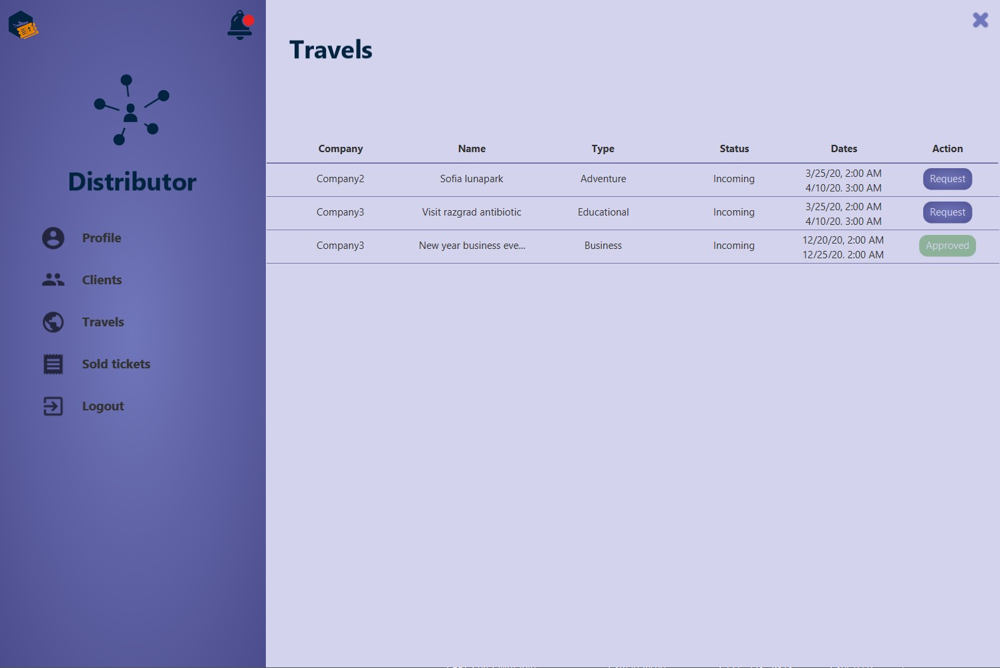 Travels
Distributor
Profile
Clients
Travels
Sold tickets
Logout
Company Name Type Status Dates Action
Company2 Sofia lunapark Adventure Incoming 3/25/20, 2:00 AM Request
4/10/20. 3:00 AM
Company3 Visit razgrad antibiotic Educational Incoming 3/25/20, 2:00 AM Request
4/10/20. 3:00 AM
Company3 New year business eve... Business Incoming 12/20/20, 2:00 AM Approved
12/25/20. 2:00 AM